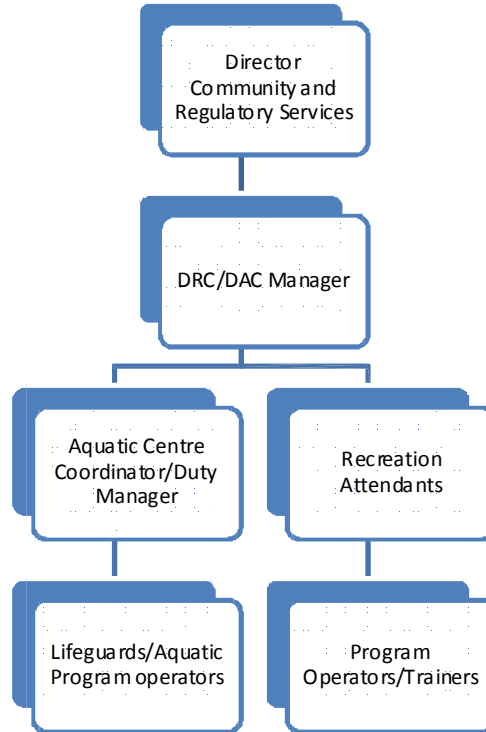 Director
Community and
Regulatory Services
DRC/DAC Manager
Aquatic Centre
Coordinator/Duty
Manager
Recreation
Attendants
Lifeguards/Aquatic
Program operators
Program
Operators/Trainers